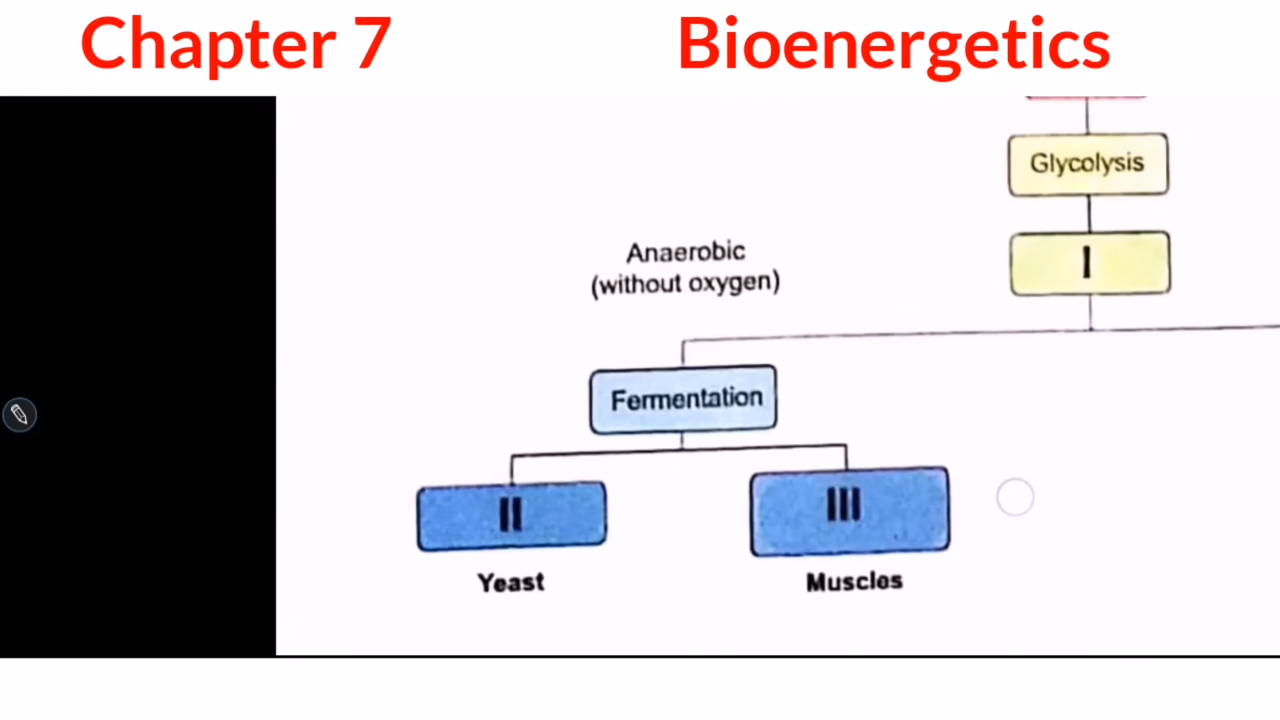 Chapter 7
Bioenergetics
Glycolysis
I
Anaerobic
(without oxygen)
Fermentation
II
III
Yeast
Muscles